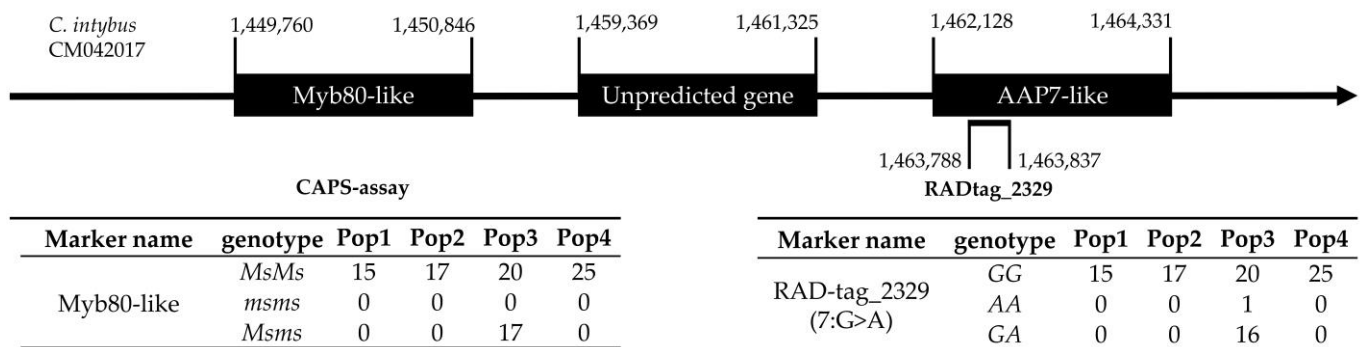 C. intybus
CM042017
1,449,760 1,450,846 1,459,369 1,461,325 1,462,128 1,464,331
Myb80-like Unpredicted gene AAP7-like
1,463,788 1,463,837
CAPS-assay
Marker name genotype Pop1 Pop2 Pop3 Pop4
MsMs 15 17 20 25
Myb80-like msms 0 0 0 0
Msms 0 0 17 0
RADtag_2329
Marker name genotype Pop1 Pop2 Pop3 Pop4
GG 15 17 20 25
RAD-tag_2329
(7:G>A)
AA 0 0 1 0
GA 0 0 16 0